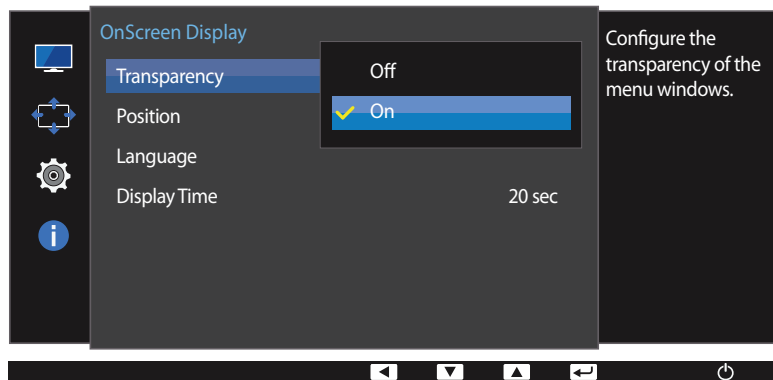 OnScreen Display
Transparency
Off
On
Position
Language
Display Time 20 sec
Configure the
transparency of the
menu windows.